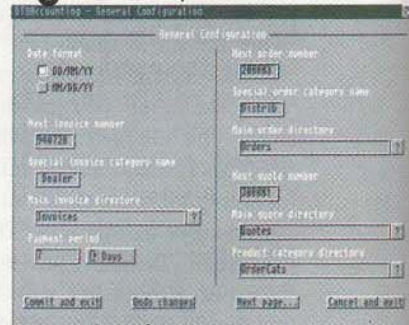 General Configuration
General Configuration
Date format
DD/MM/YY
MM/DD/YY
Next invoice number
940728
Special invoice category name
Dealer
Main invoice directory
Invoices
?
Payment period
7
Days
Next order number
Special order category name
Distrib
Main order directory
Orders
?
Next quote number
Main quote directory
Quotes
?
Product category directory
OrderCats
?
Commit and exit
Undo changes
Next page...
Cancel and exit